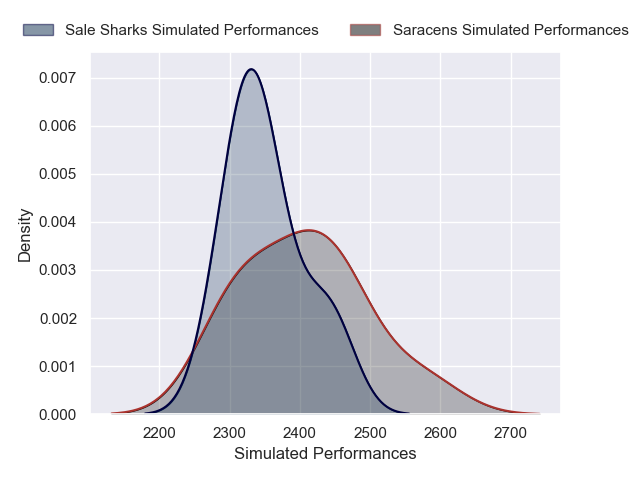 Sale Sharks Simulated Performances
Saracens Simulated Performances
0.007
0.006
0.005
0.004
0.003
0.002
0.001
0.000
Density
2200 2300 2400 2500 2600 2700
Simulated Performances